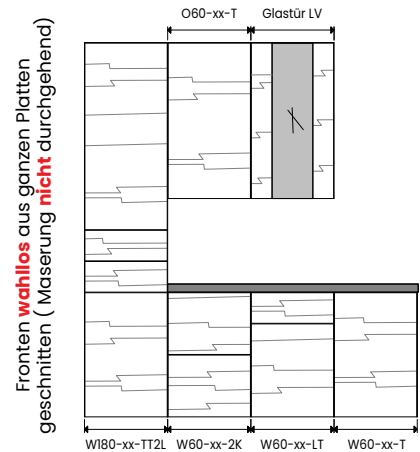 O60-xx-T
Glastür LV
Fronten wahllos aus ganzen Platten
geschnitten ( Maserung nicht durchgehend)
W180-xx-TT2L
W60-xx-2K
W60-xx-LT
W60-xx-T